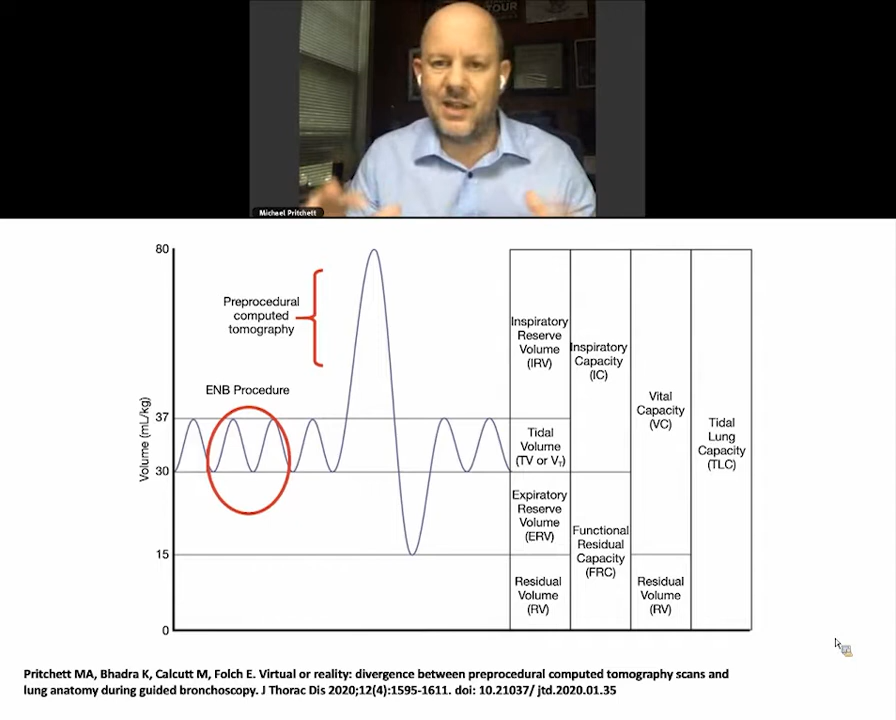 TOUR
Michael Pritchett
80
Preprocedural
computed
tomography
ENB Procedure
37
30
15
0
Volume (mL/kg)
Inspiratory
Reserve
Volume
(IRV)
Tidal
Volume
(TV or VT)
Expiratory
Reserve
Volume
(ERV)
Residual
Volume
(RV)
Inspiratory
Capacity
(IC)
Functional
Residual
Capacity
(FRC)
Vital
Capacity
(VC)
Residual
Volume
(RV)
Tidal
Lung
Capacity
(TLC)
Pritchett MA, Bhadra K, Calcutt M, Folch E. Virtual or reality: divergence between preprocedural computed tomography scans and
lung anatomy during guided bronchoscopy. J Thorac Dis 2020;12(4):1595-1611. doi: 10.21037/ jtd.2020.01.35